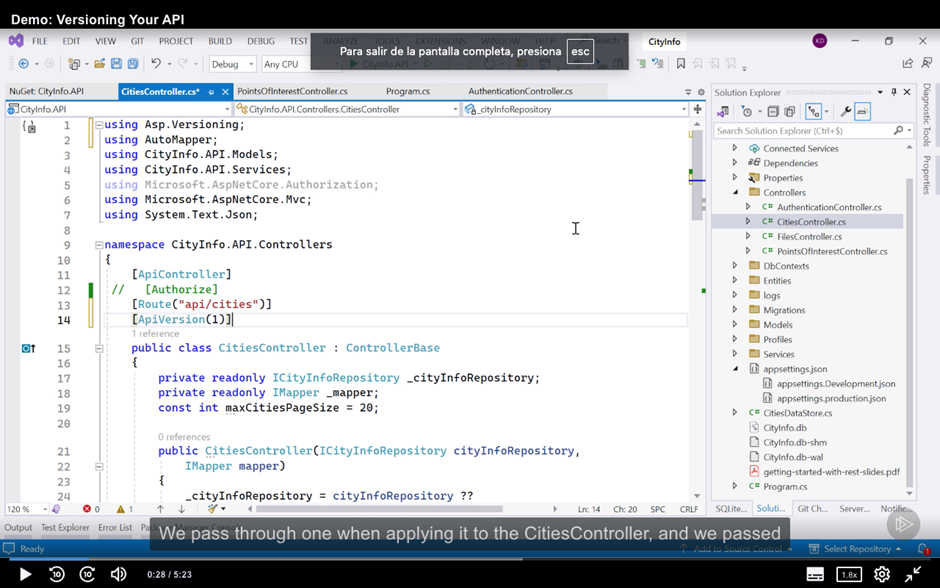 Demo: Versioning Your API
FILE EDIT VIEW GIT PROJECT BUILD DEBUG TEST ANALYZE TOOLS EXTENSIONS WINDOW HELP Search CityInfo KD
Para salir de la pantalla completa, presiona esc
Debug Any CPU CityInfo.API
NuGet: CityInfo.API CitiesController.cs* PointsOfInterestController.cs Program.cs AuthenticationController.cs
CityInfo.API CityInfo.API.Controllers.CitiesController _cityInfoRepository
1 using Asp.Versioning;
2 using AutoMapper;
3 using CityInfo.API.Models;
4 using CityInfo.API.Services;
5 using Microsoft.AspNetCore.Authorization;
6 using Microsoft.AspNetCore.Mvc;
7 using System.Text.Json;
8
9 namespace CityInfo.API.Controllers
10 {
11 [ApiController]
12 // [Authorize]
13 [Route("api/cities")]
14 [ApiVersion(1)]
1 reference
15 public class CitiesController : ControllerBase
16 {
17 private readonly ICityInfoRepository _cityInfoRepository;
18 private readonly IMapper _mapper;
19 const int maxCitiesPageSize = 20;
20
0 references
21 public CitiesController(ICityInfoRepository cityInfoRepository,
22 IMapper mapper)
23 {
24 _cityInfoRepository = cityInfoRepository ??
120 % 0 1 Ln: 14 Ch: 20 SPC CRLF
Output Test Explorer Error List
Solution Explorer
Search Solution Explorer (Ctrl+$)
Connected Services
Dependencies
Properties
Controllers
C# AuthenticationController.cs
C# CitiesController.cs
C# FilesController.cs
C# PointsOfInterestController.cs
DbContexts
Entities
logs
Migrations
Models
Profiles
Services
appsettings.json
appsettings.Development.json
appsettings.production.json
C# CitiesDataStore.cs
CityInfo.db
CityInfo.db-shm
CityInfo.db-wal
getting-started-with-rest-slides.pdf
C# Program.cs
SQLite... Soluti... Git Ch... Server... Notific...
Diagnostic Tools
Properties
We pass through one when applying it to the CitiesController, and we passed
Ready Add to Source Control Select Repository
10 10 0:28 / 5:23 1.8x